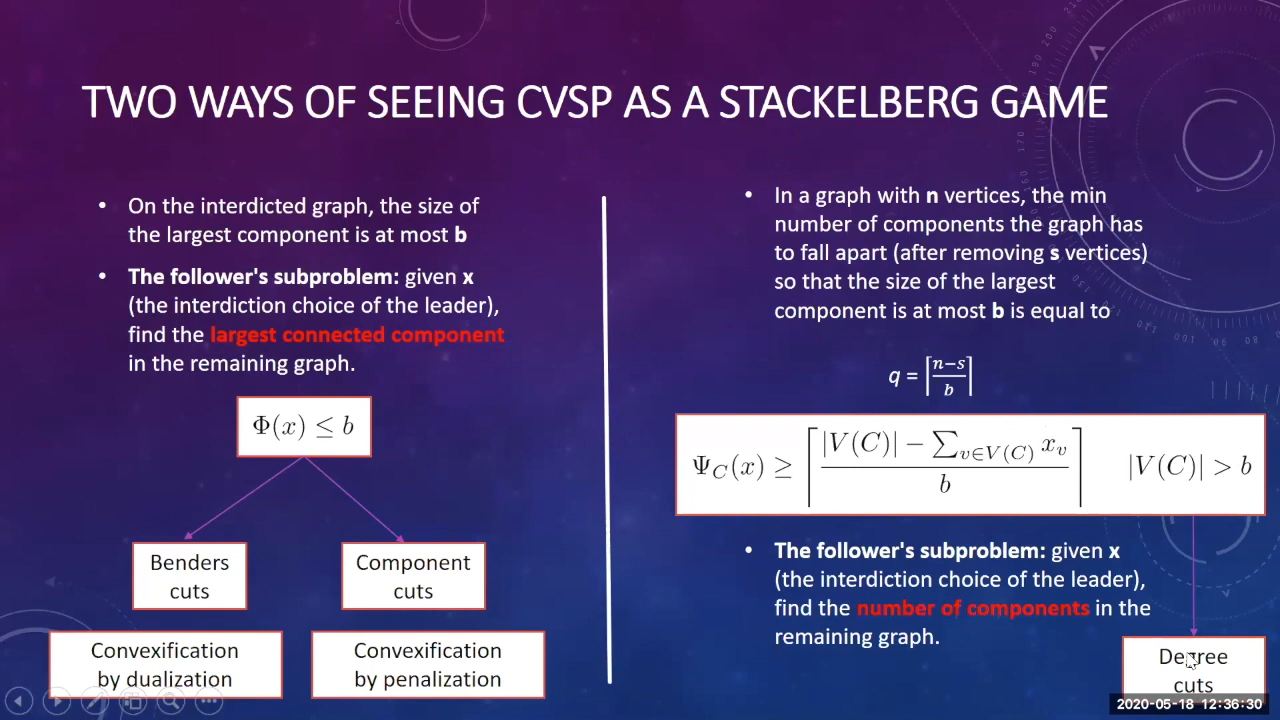 TWO WAYS OF SEEING CVSP AS A STACKELBERG GAME
• On the interdicted graph, the size of
the largest component is at most b
• The follower's subproblem: given x
(the interdiction choice of the leader),
find the largest connected component
in the remaining graph.
Φ(x) ≤ b
Benders
cuts
Component
cuts
Convexification
by dualization
Convexification
by penalization
• In a graph with n vertices, the min
number of components the graph has
to fall apart (after removing s vertices)
so that the size of the largest
component is at most b is equal to
q = ⌈(n−s)/b⌉
Ψ_C(x) ≥ ⌈(|V(C)| − ∑_{v∈V(C)} x_v)/b⌉ |V(C)| > b
• The follower's subproblem: given x
(the interdiction choice of the leader),
find the number of components in the
remaining graph.
Degree
cuts
2020-05-18 12:36:30